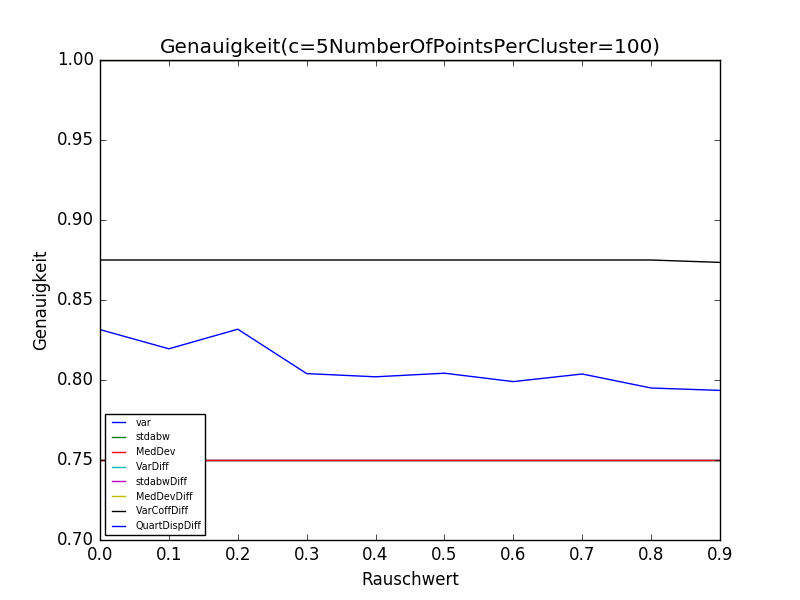 Genauigkeit(c=5NumberOfPointsPerCluster=100)
1.00
0.95
0.90
0.85
0.80
0.75
0.70
Genauigkeit
var
stdabw
MedDev
VarDiff
stdabwDiff
MedDevDiff
VarCoffDiff
QuartDispDiff
0.0 0.1 0.2 0.3 0.4 0.5 0.6 0.7 0.8 0.9
Rauschwert